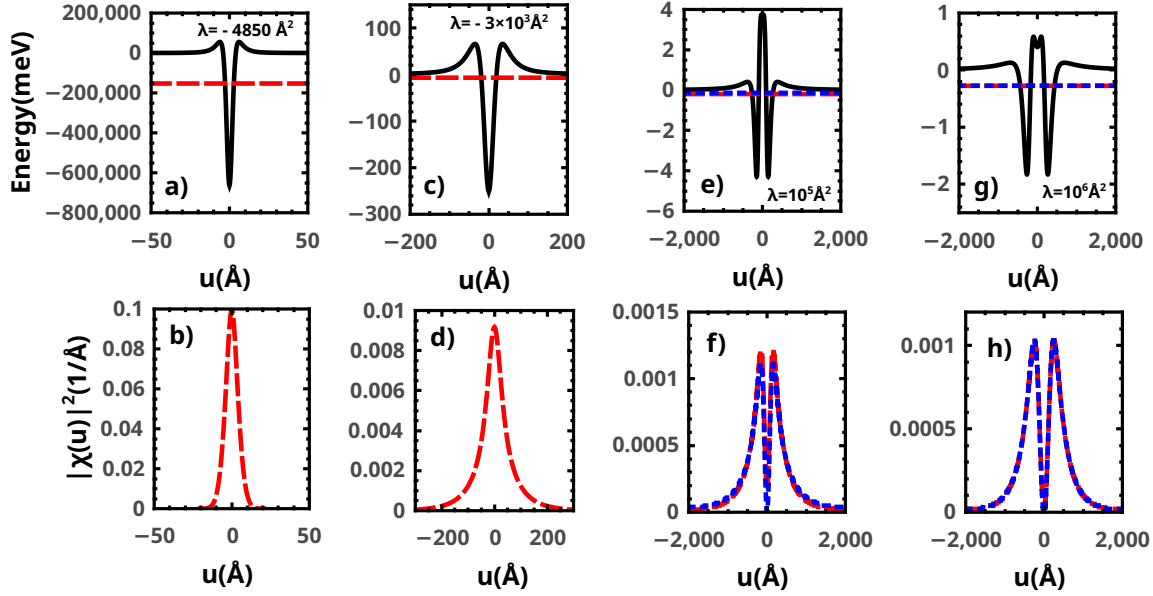 Energy(meV)
0
−200,000
−400,000
−600,000
−800,000
−50
0
50
u(Å)
λ= - 4850 Å²
a)
100
0
−100
−200
−300
−200
0
200
u(Å)
λ= - 3×10³Å²
c)
6
4
2
0
−2
−4
−6
−2,000
0
2,000
u(Å)
λ=10⁵Å²
e)
1
0
−1
−2
−2,000
0
2,000
u(Å)
λ=10⁶Å²
g)
|χ(u)|²(1/Å)
0.1
0.08
0.06
0.04
0.02
0
−50
0
50
u(Å)
b)
0.01
0.008
0.006
0.004
0.002
0
−200
0
200
u(Å)
d)
0.0015
0.001
0.0005
0
−2,000
0
2,000
u(Å)
f)
0.001
0.0005
0
−2,000
0
2,000
u(Å)
h)